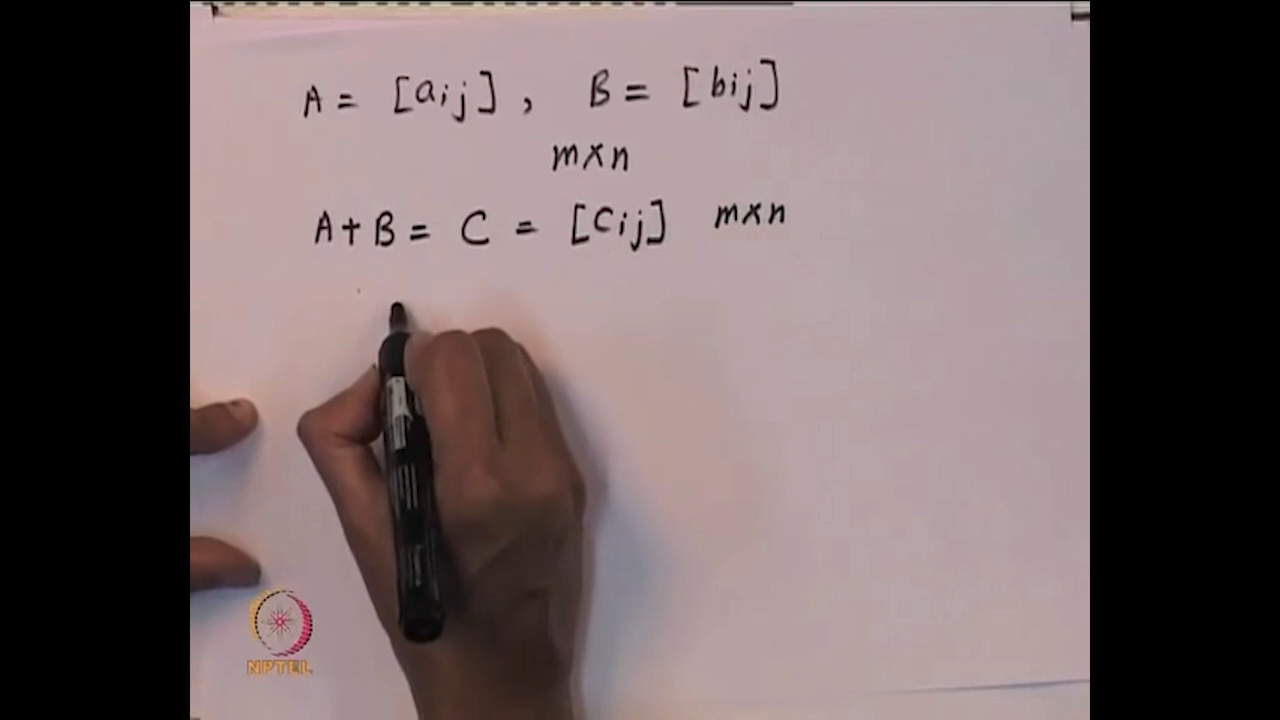 A = [aij], B = [bij]
m×n
A+B = C = [cij] m×n
NPTEL